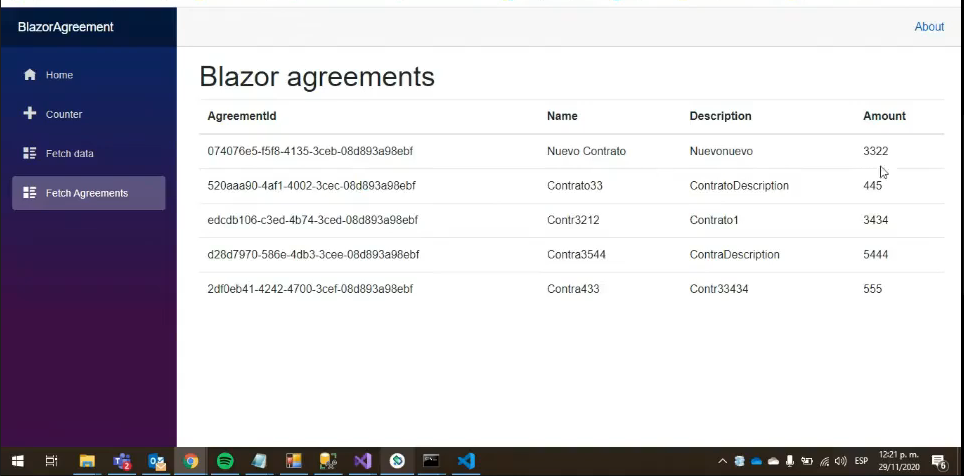 BlazorAgreement
About
Home
Counter
Fetch data
Fetch Agreements
Blazor agreements
AgreementId Name Description Amount
074076e5-f5f8-4135-3ceb-08d893a98ebf Nuevo Contrato Nuevonuevo 3322
520aaa90-4af1-4002-3cec-08d893a98ebf Contrato33 ContratoDescription 445
edcdb106-c3ed-4b74-3ced-08d893a98ebf Contr3212 Contrato1 3434
d28d7970-586e-4db3-3cee-08d893a98ebf Contra3544 ContraDescription 5444
2df0eb41-4242-4700-3cef-08d893a98ebf Contra433 Contr33434 555
ESP
12:21 p. m.
29/11/2020
2
6